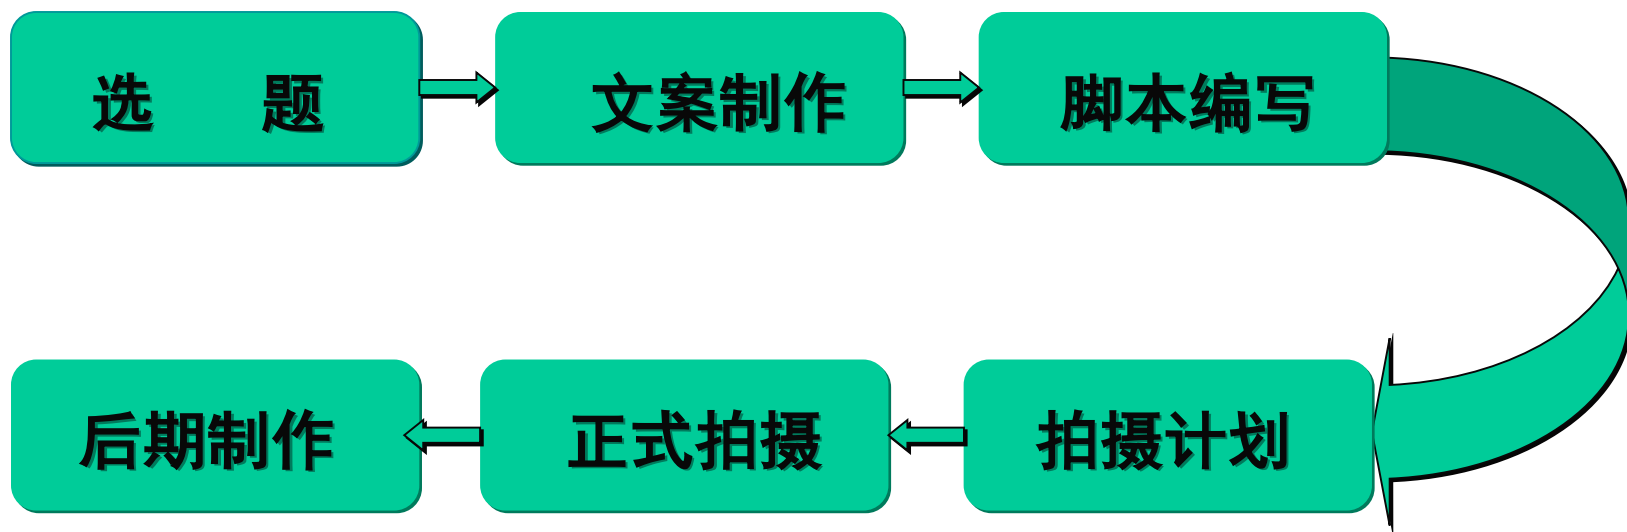 选 题
文案制作
脚本编写
拍摄计划
正式拍摄
后期制作